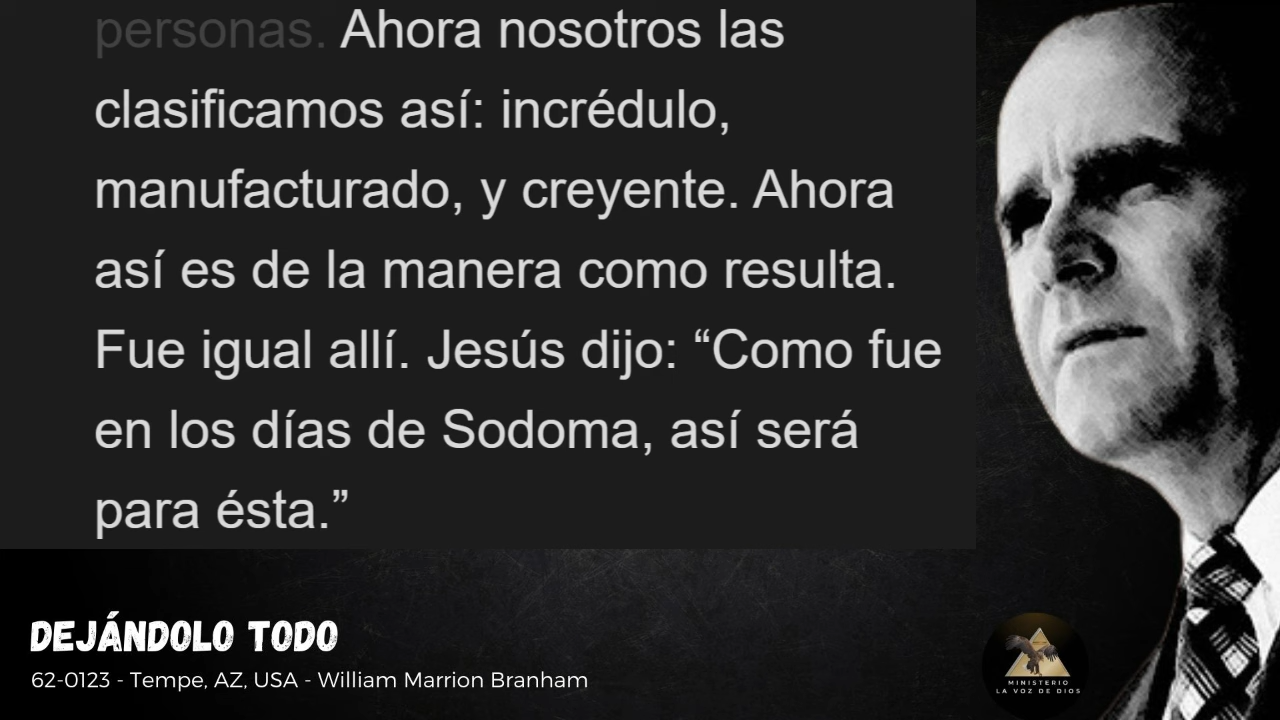 personas. Ahora nosotros las
clasificamos así: incrédulo,
manufacturado, y creyente. Ahora
así es de la manera como resulta.
Fue igual allí. Jesús dijo: “Como fue
en los días de Sodoma, así será
para ésta.”
DEJÁNDOLO TODO
62-0123 - Tempe, AZ, USA - William Marrion Branham
MINISTERIO
LA VOZ DE DIOS